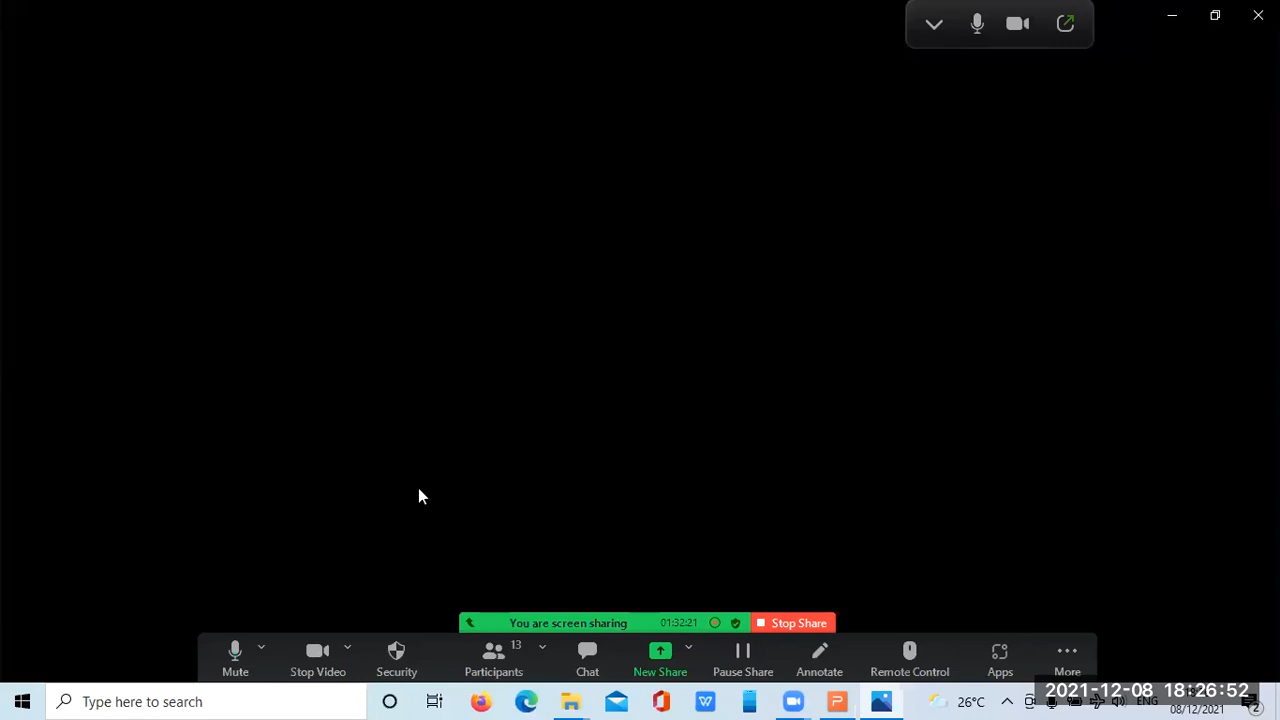 You are screen sharing 01:32:21 Stop Share
13
Mute Stop Video Security Participants Chat New Share Pause Share Annotate Remote Control Apps More
Type here to search
26°C
ENG
2021-12-08 18:26:52
08/12/2021
2